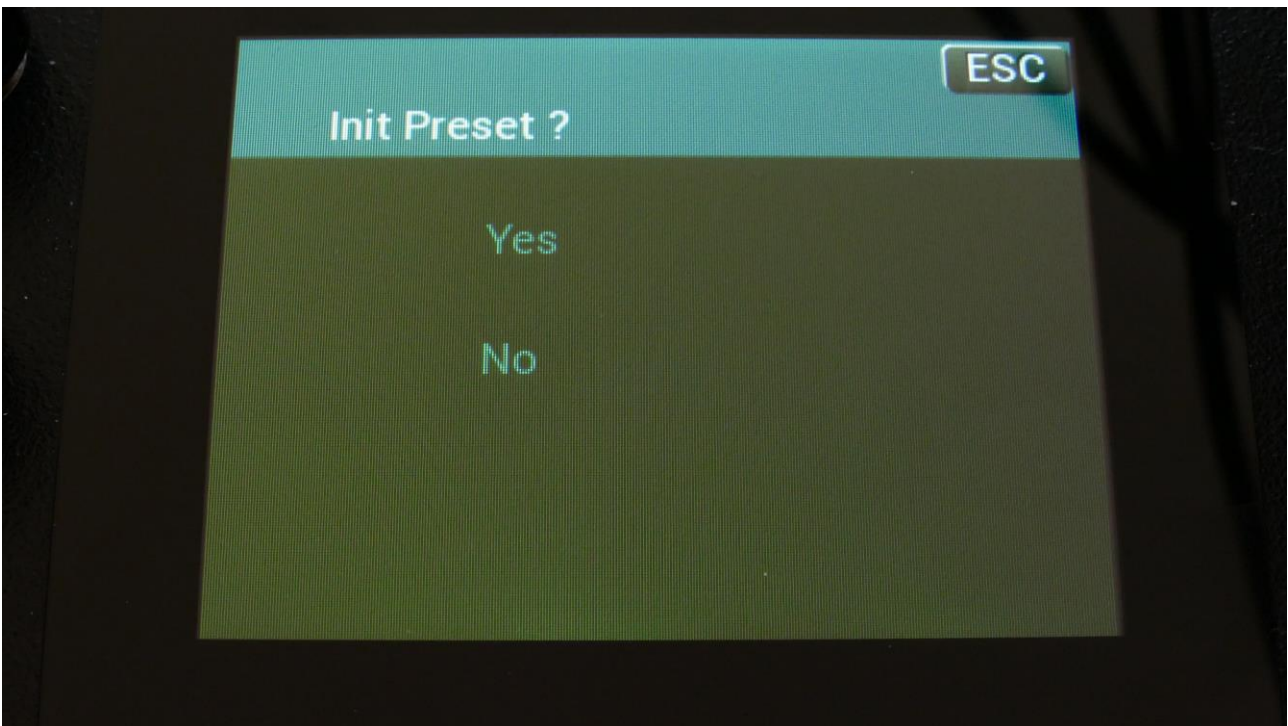 ESC
Init Preset ?
Yes
No